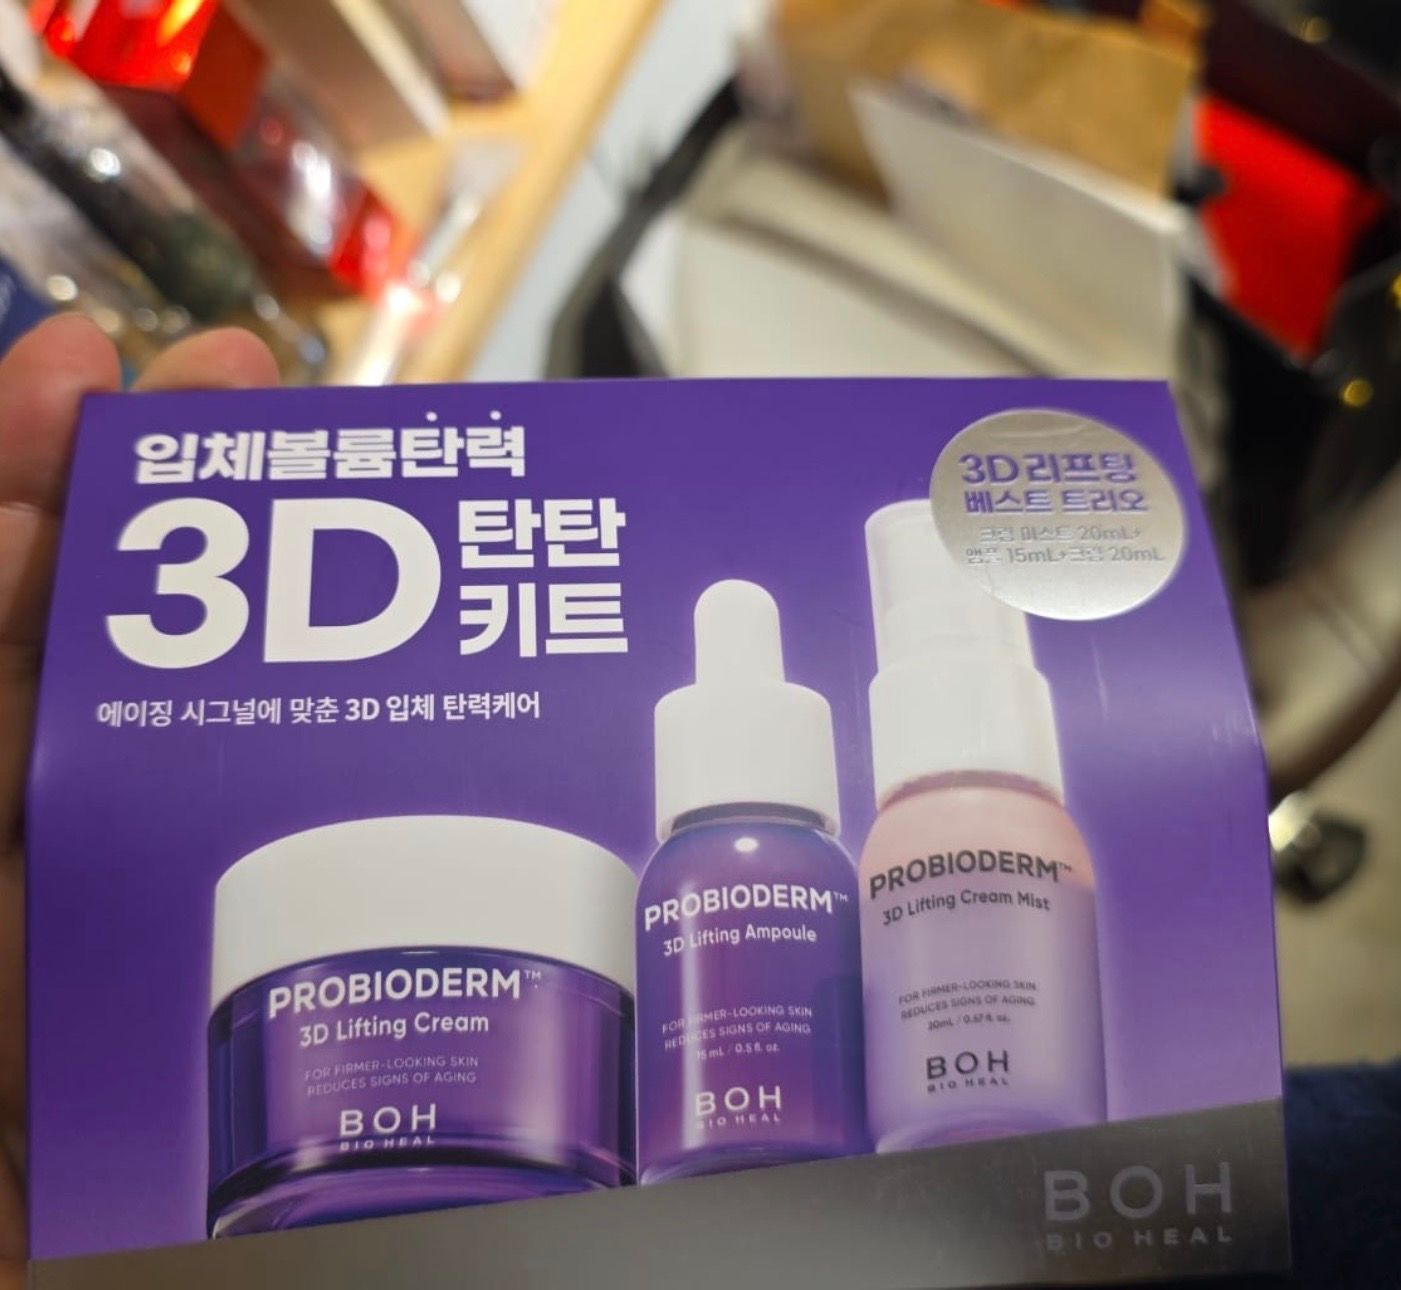 입체볼륨탄력
3D 탄탄
키트
에이징 시그널에 맞춘 3D 입체 탄력케어
3D 리프팅
베스트 트리오
크림 미스트 20mL+
앰플 15mL+크림 20mL
PROBIODERM™
3D Lifting Cream
FOR FIRMER-LOOKING SKIN
REDUCES SIGNS OF AGING
BOH
BIO HEAL
PROBIODERM™
3D Lifting Ampoule
FOR FIRMER-LOOKING SKIN
REDUCES SIGNS OF AGING
15 mL / 0.5 fl. oz.
BOH
BIO HEAL
PROBIODERM™
3D Lifting Cream Mist
FOR FIRMER-LOOKING SKIN
REDUCES SIGNS OF AGING
20mL / 0.67 fl. oz.
BOH
BIO HEAL
BOH
BIO HEAL